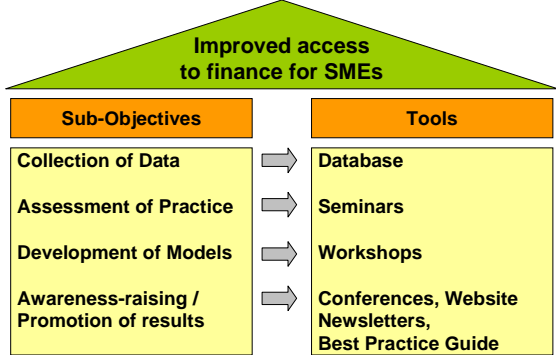 Improved access
to finance for SMEs
Sub-Objectives
Tools
Collection of Data
Database
Assessment of Practice
Seminars
Development of Models
Workshops
Awareness-raising /
Promotion of results
Conferences, Website
Newsletters,
Best Practice Guide